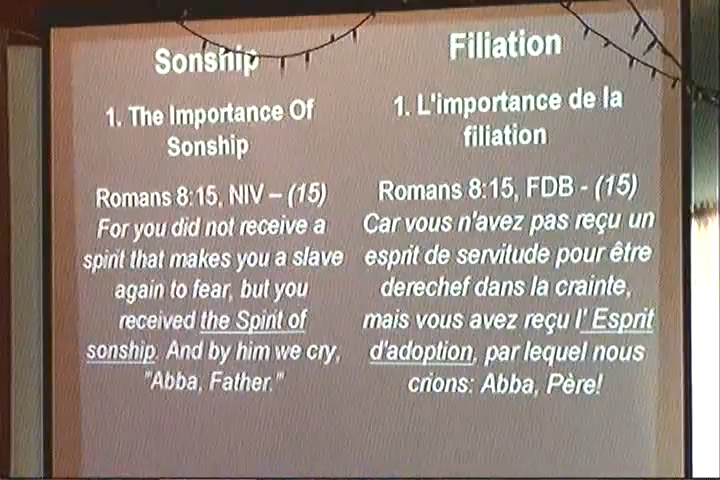 Sonship
1. The Importance Of
Sonship
Romans 8:15, NIV – (15)
For you did not receive a
spirit that makes you a slave
again to fear, but you
received the Spirit of
sonship. And by him we cry,
"Abba, Father."
Filiation
1. L'importance de la
filiation
Romans 8:15, FDB - (15)
Car vous n'avez pas reçu un
esprit de servitude pour être
derechef dans la crainte,
mais vous avez reçu l' Esprit
d'adoption, par lequel nous
crions: Abba, Père!